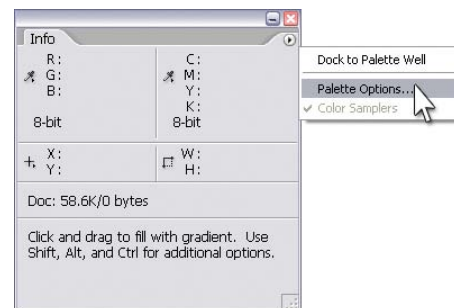 Info
R:
G:
B:
8-bit
C:
M:
Y:
K:
8-bit
X:
Y:
W:
H:
Doc: 58.6K/0 bytes
Click and drag to fill with gradient. Use
Shift, Alt, and Ctrl for additional options.
Dock to Palette Well
Palette Options...
Color Samplers